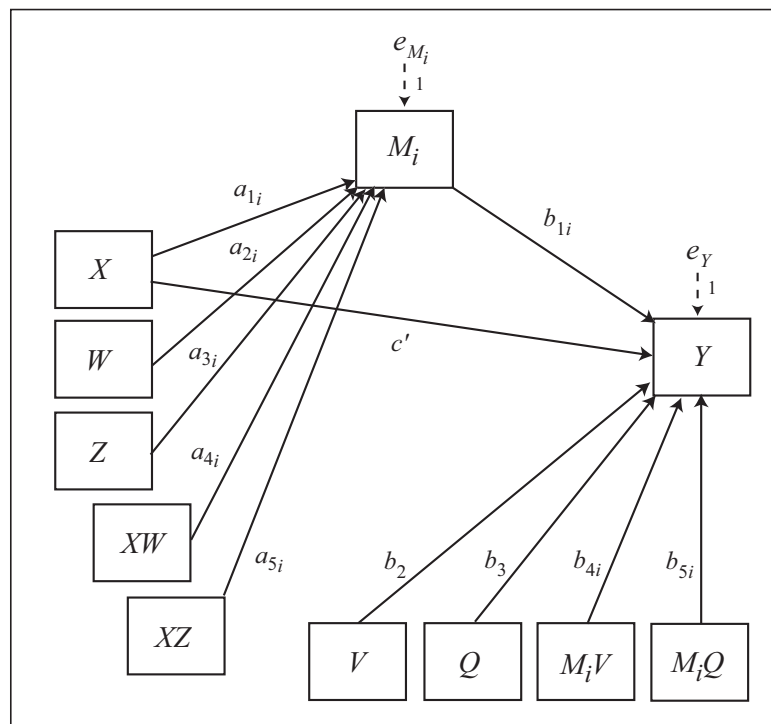 e_{M_i}
1
M_i
a_{1i}
a_{2i}
b_{1i}
X
e_Y
1
W
a_{3i}
c′
Y
Z
a_{4i}
XW
a_{5i}
b_2
b_3
b_{4i}
b_{5i}
XZ
V
Q
M_iV
M_iQ